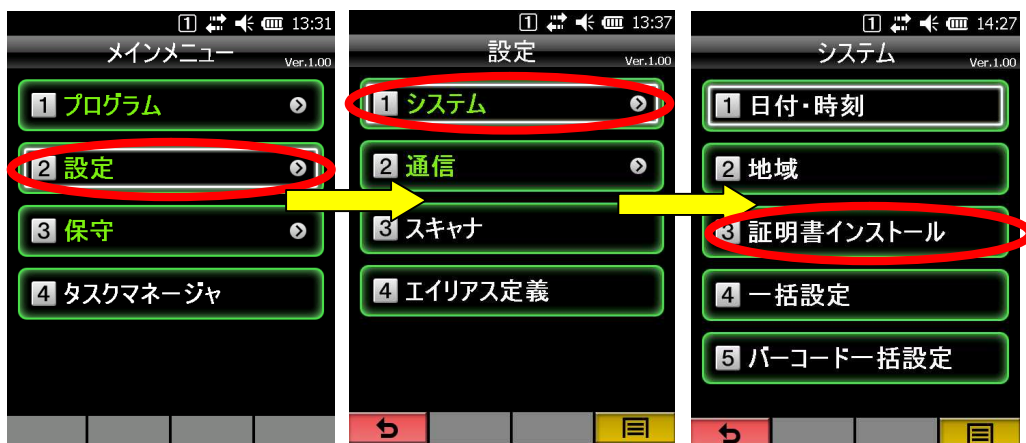 1 13:31
メインメニュー
Ver.1.00
1 プログラム
2 設定
3 保守
4 タスクマネージャ
1 13:37
設定
Ver.1.00
1 システム
2 通信
3 スキャナ
4 エイリアス定義
1 14:27
システム
Ver.1.00
1 日付・時刻
2 地域
3 証明書インストール
4 一括設定
5 バーコード一括設定